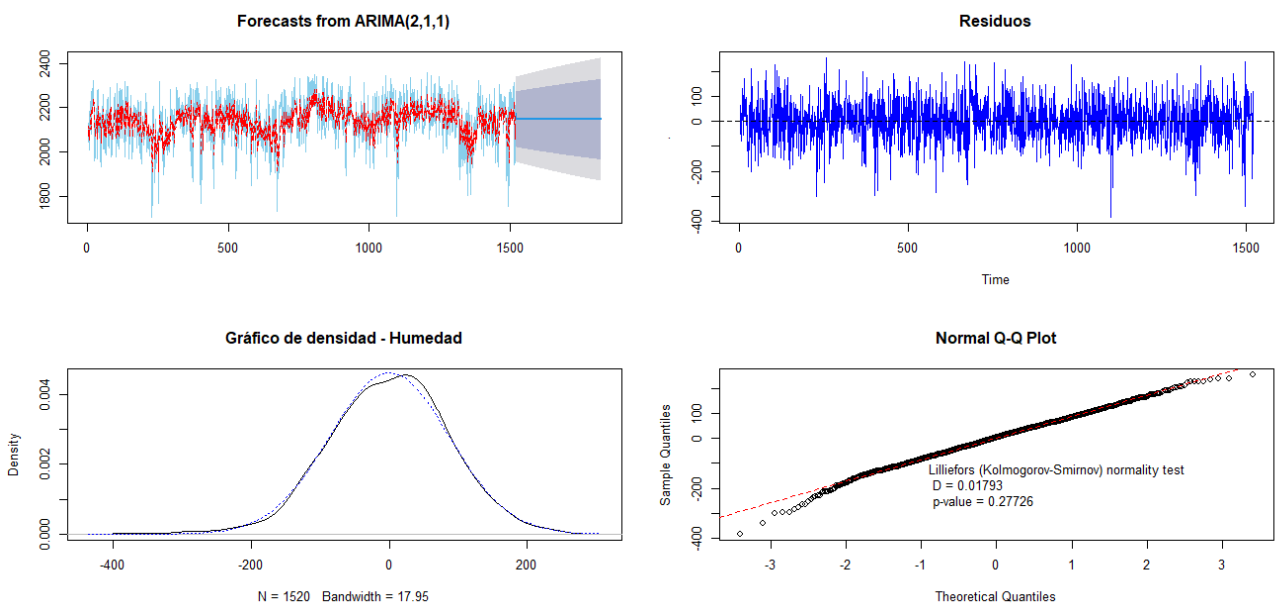 Forecasts from ARIMA(2,1,1)
2400
2200
2000
1800
0
500
1000
1500
Residuos
100
0
-200
-400
0
500
1000
1500
Time
Gráfico de densidad - Humedad
Density
0.004
0.002
0.000
-400
-200
0
200
N = 1520 Bandwidth = 17.95
Normal Q-Q Plot
Sample Quantiles
100
0
-200
-400
Lilliefors (Kolmogorov-Smirnov) normality test
D = 0.01793
p-value = 0.27726
-3
-2
-1
0
1
2
3
Theoretical Quantiles